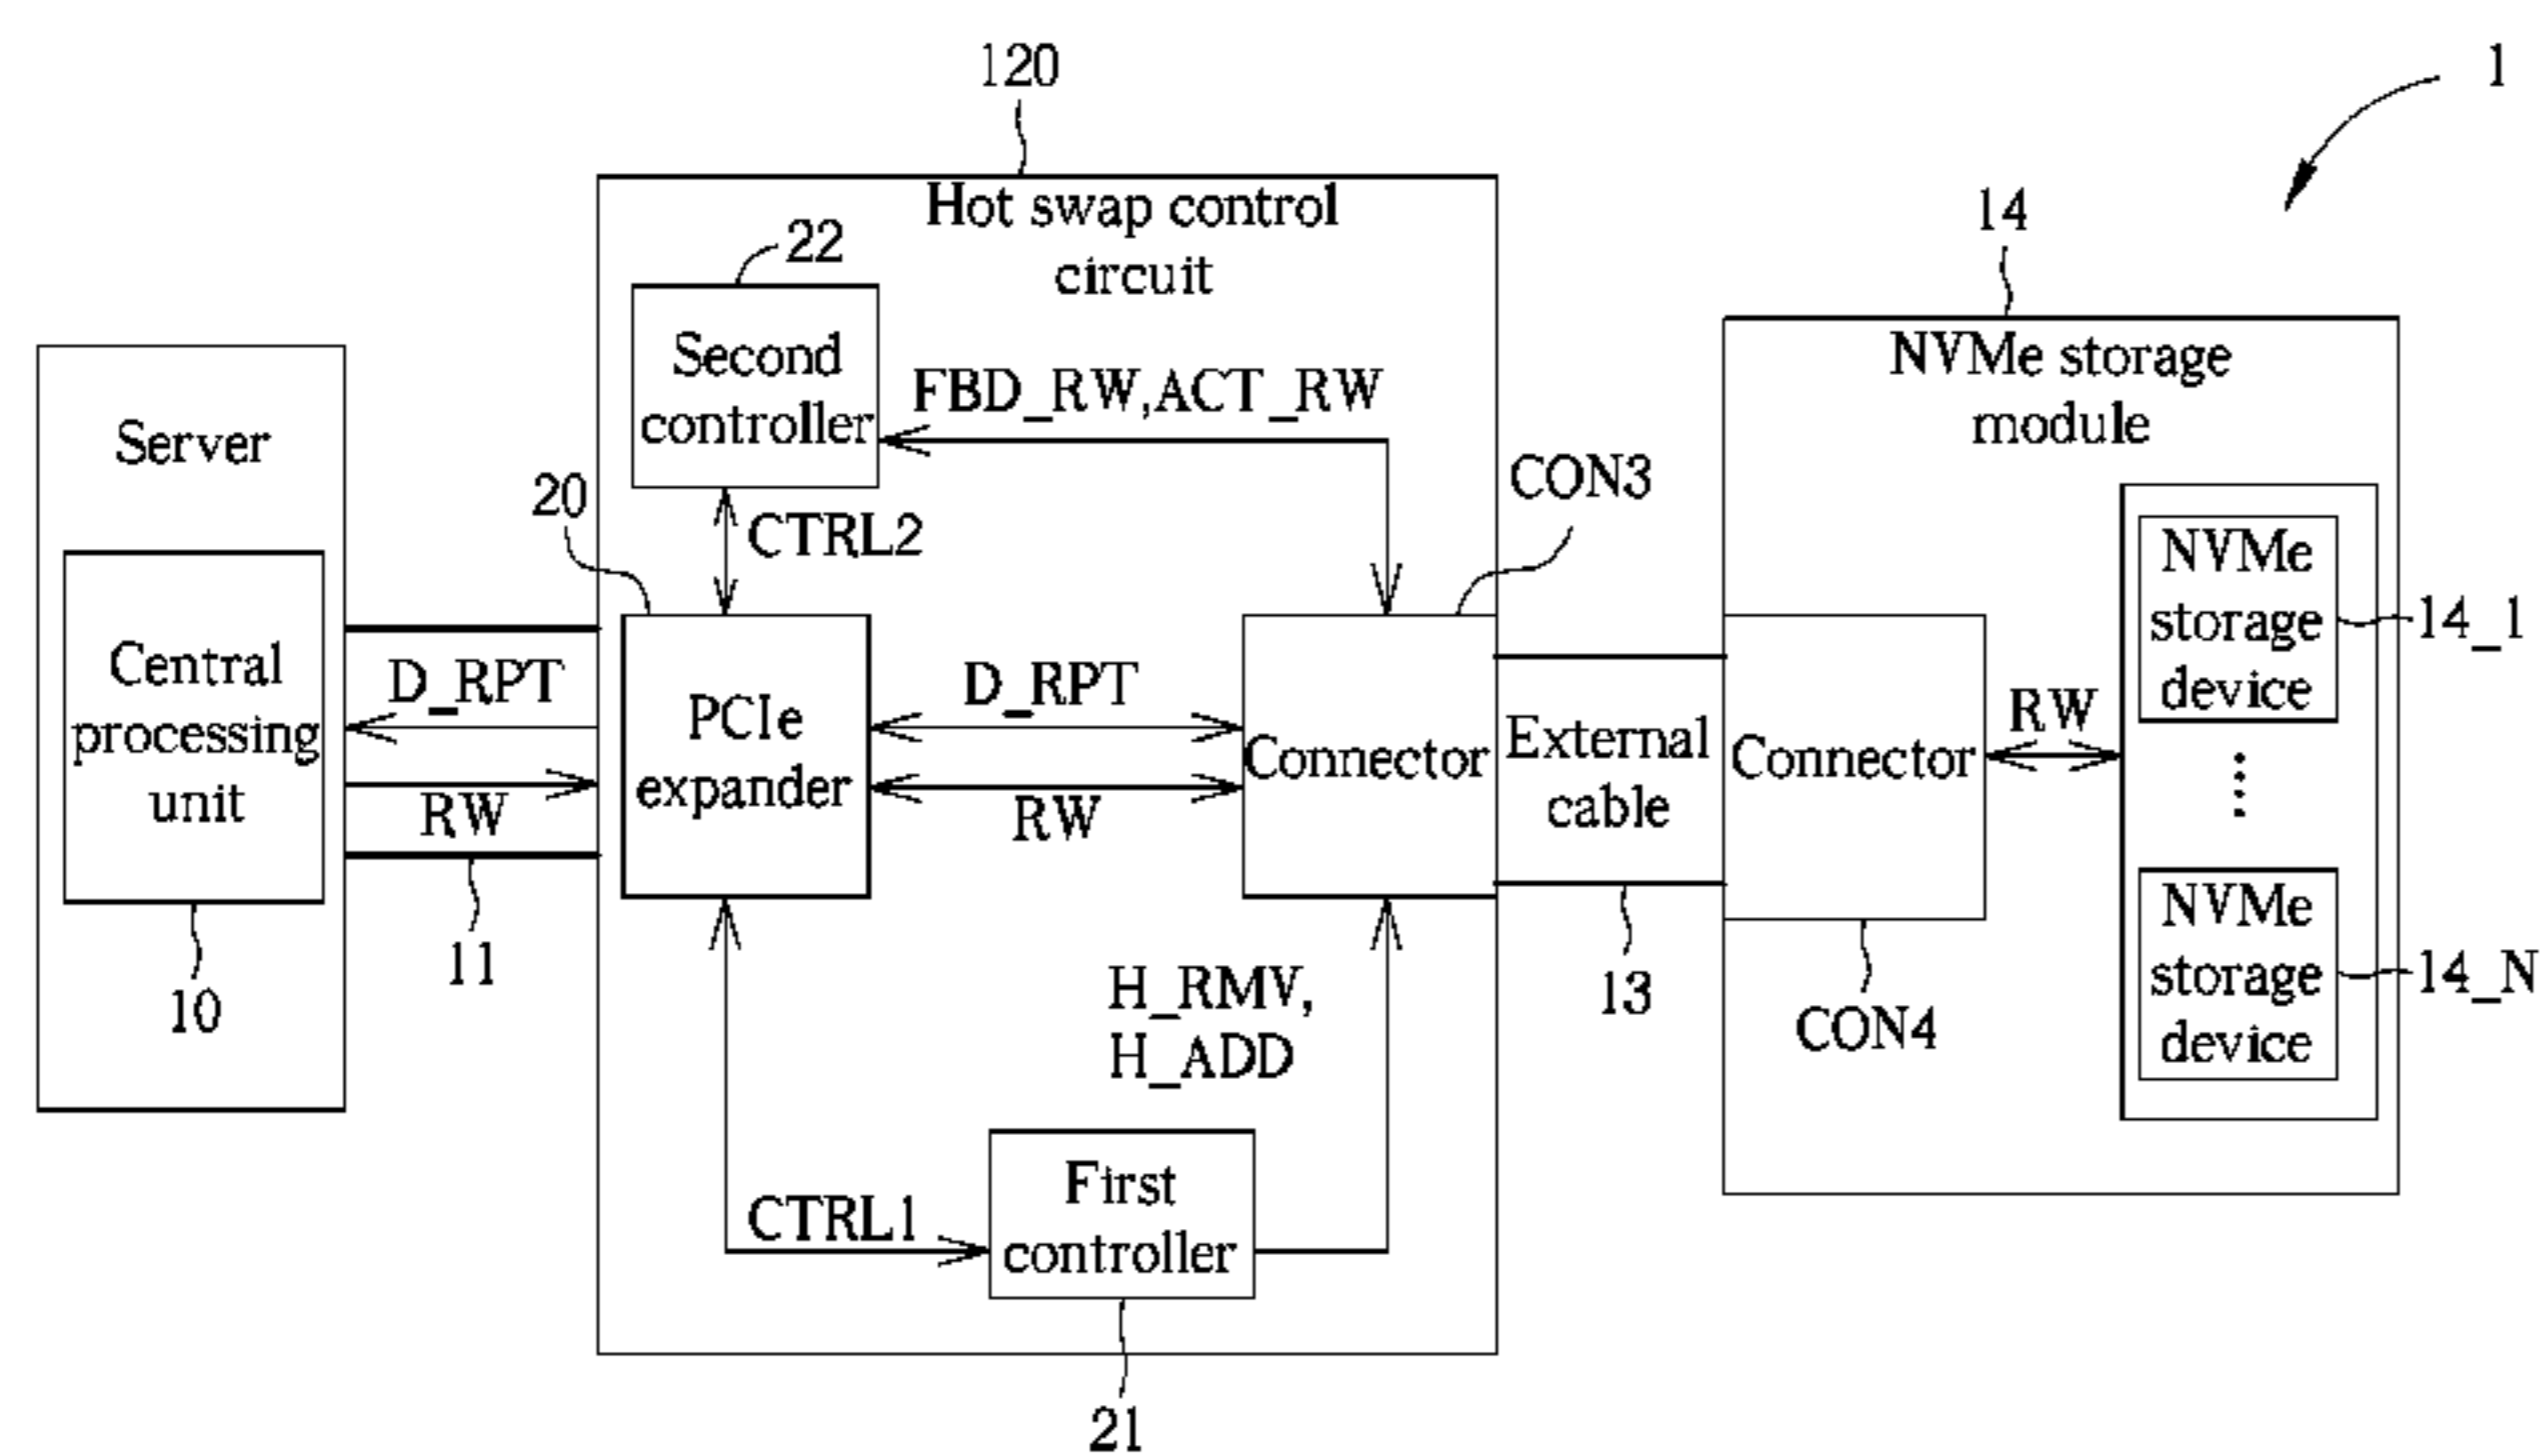 120
1
Hot swap control
circuit
14
22
Second
controller
NVMe storage
module
Server
FBD_RW,ACT_RW
CON3
20
CTRL2
NVMe
storage
device
14_1
Central
processing
unit
D_RPT
RW
PCIe
expander
D_RPT
RW
Connector
External
cable
Connector
RW
NVMe
storage
device
14_N
10
11
H_RMV,
H_ADD
13
CON4
CTRL1
First
controller
21